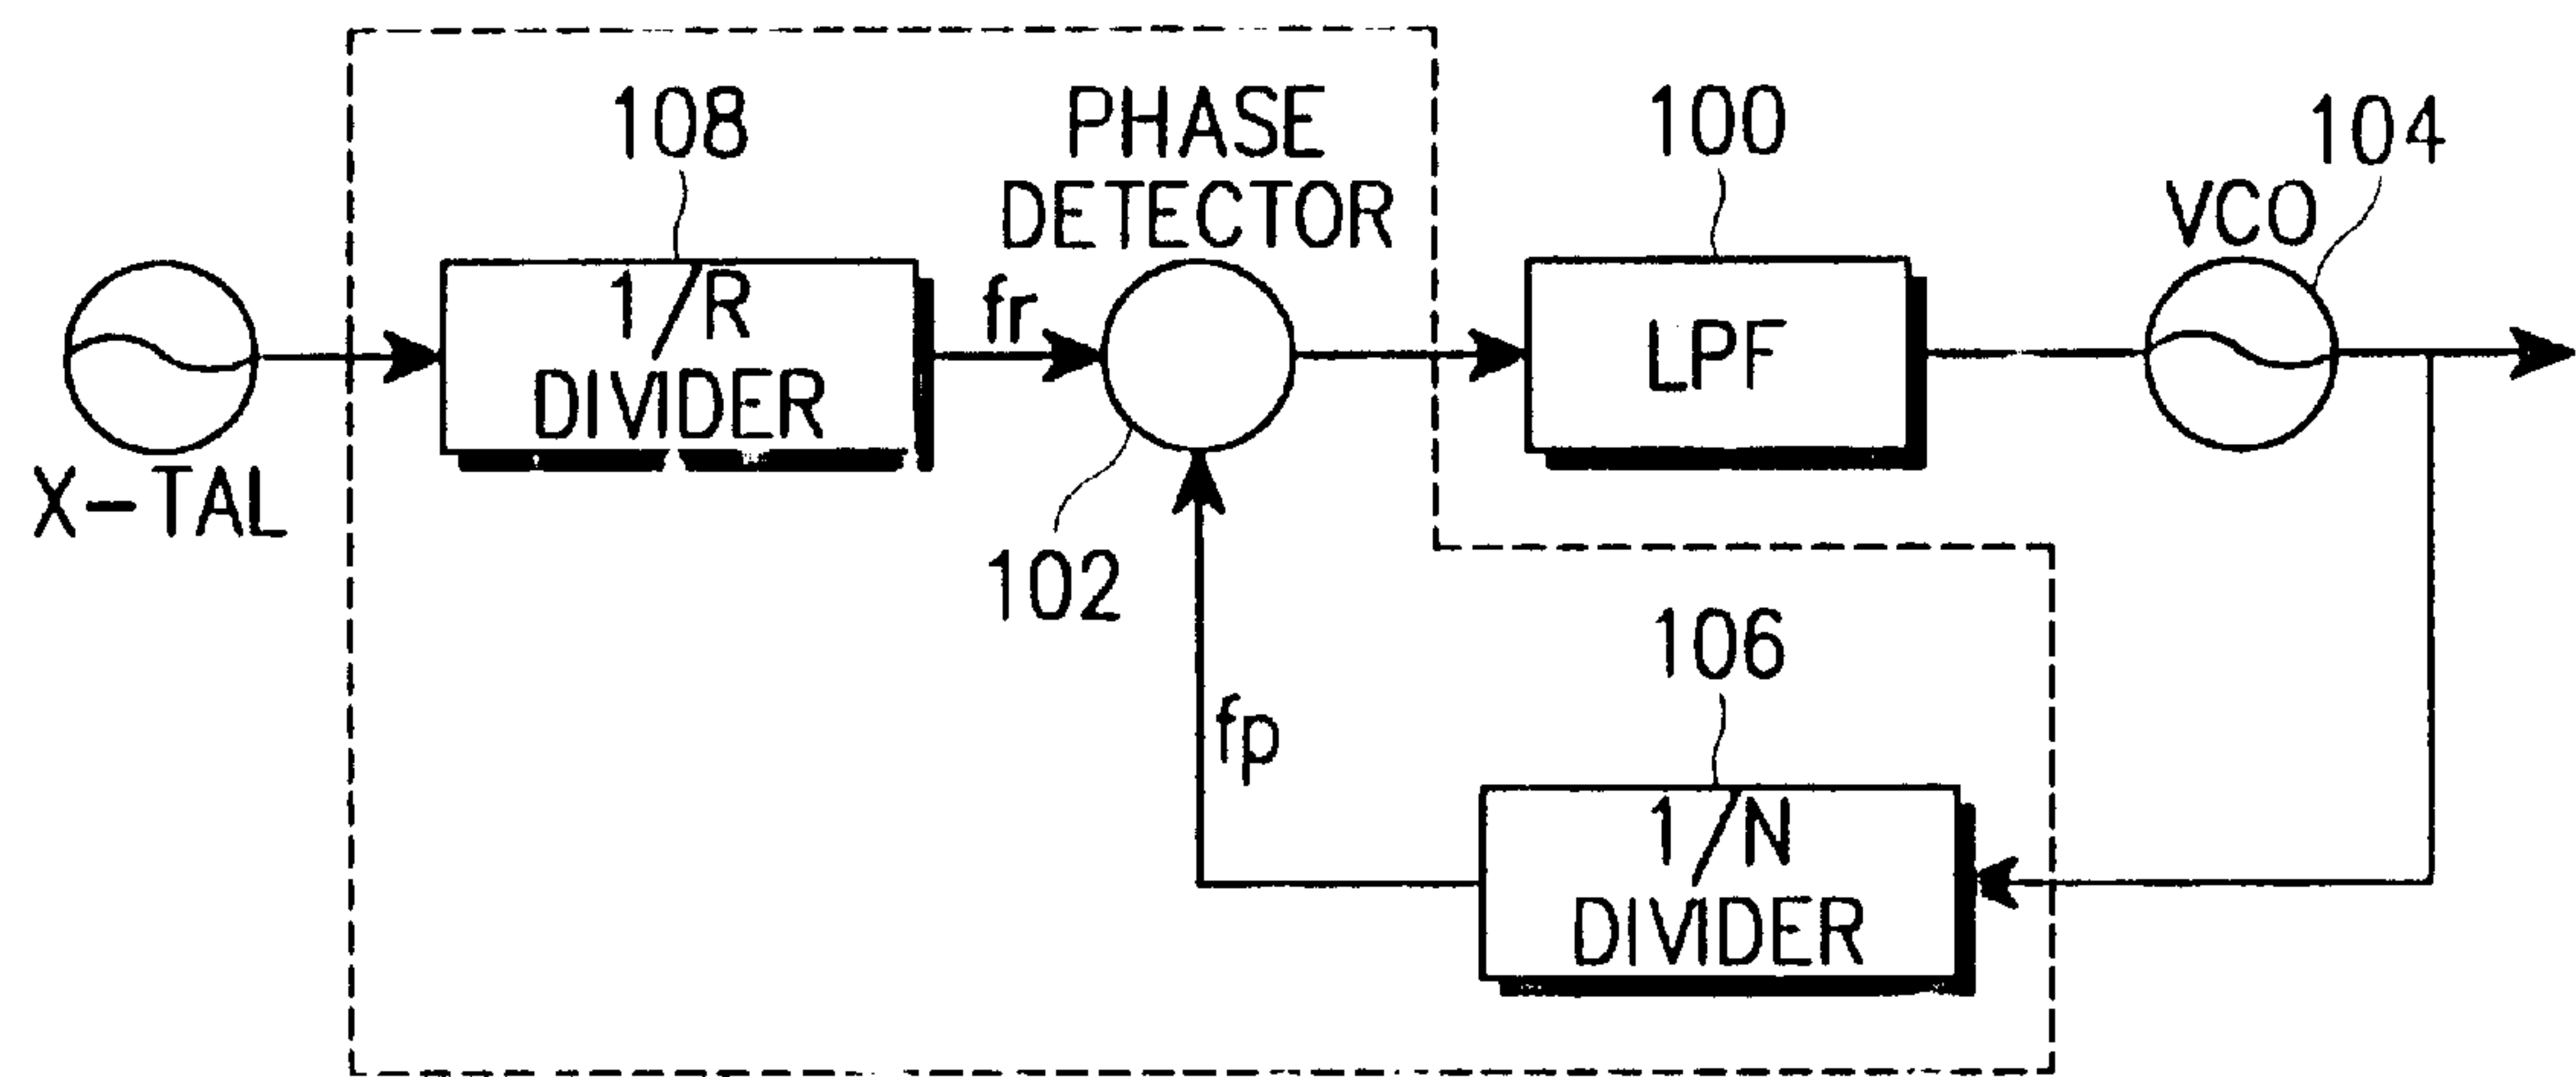 108
PHASE
DETECTOR
100
104
VCO
1/R
DIVIDER
fr
LPF
X-TAL
102
106
fp
1/N
DIVIDER